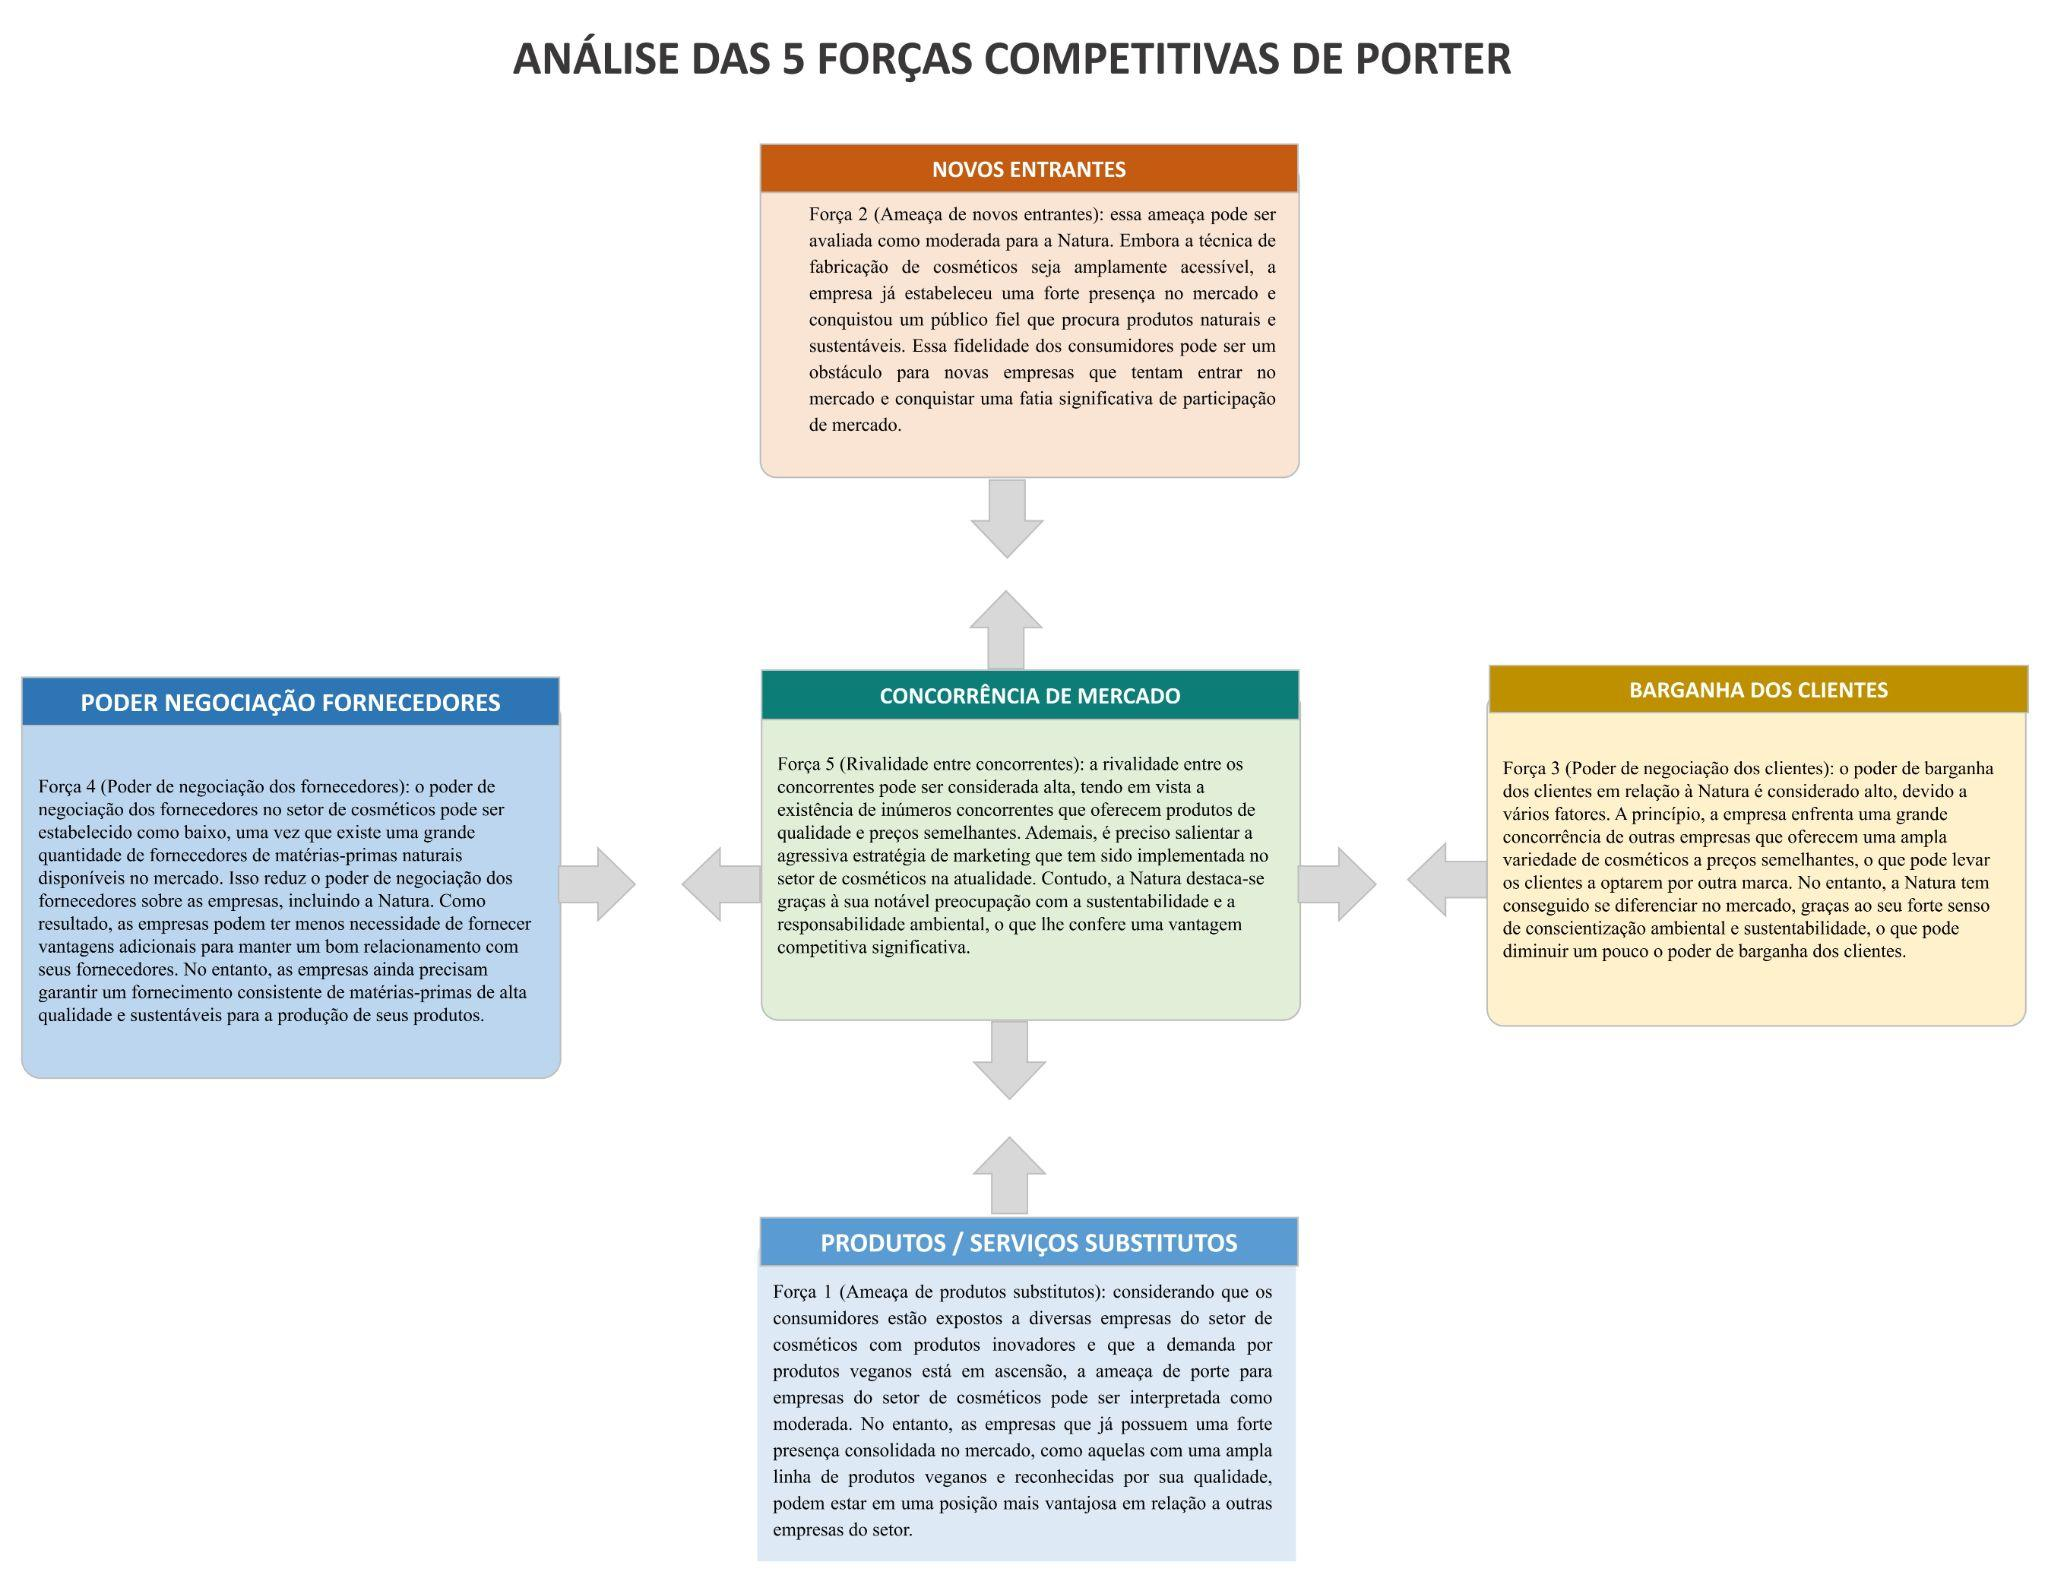 ANÁLISE DAS 5 FORÇAS COMPETITIVAS DE PORTER
NOVOS ENTRANTES
Força 2 (Ameaça de novos entrantes): essa ameaça pode ser
avaliada como moderada para a Natura. Embora a técnica de
fabricação de cosméticos seja amplamente acessível, a
empresa já estabeleceu uma forte presença no mercado e
conquistou um público fiel que procura produtos naturais e
sustentáveis. Essa fidelidade dos consumidores pode ser um
obstáculo para novas empresas que tentam entrar no
mercado e conquistar uma fatia significativa de participação
de mercado.
PODER NEGOCIAÇÃO FORNECEDORES
Força 4 (Poder de negociação dos fornecedores): o poder de
negociação dos fornecedores no setor de cosméticos pode ser
estabelecido como baixo, uma vez que existe uma grande
quantidade de fornecedores de matérias-primas naturais
disponíveis no mercado. Isso reduz o poder de negociação dos
fornecedores sobre as empresas, incluindo a Natura. Como
resultado, as empresas podem ter menos necessidade de fornecer
vantagens adicionais para manter um bom relacionamento com
seus fornecedores. No entanto, as empresas ainda precisam
garantir um fornecimento consistente de matérias-primas de alta
qualidade e sustentáveis para a produção de seus produtos.
CONCORRÊNCIA DE MERCADO
Força 5 (Rivalidade entre concorrentes): a rivalidade entre os
concorrentes pode ser considerada alta, tendo em vista a
existência de inúmeros concorrentes que oferecem produtos de
qualidade e preços semelhantes. Ademais, é preciso salientar a
agressiva estratégia de marketing que tem sido implementada no
setor de cosméticos na atualidade. Contudo, a Natura destaca-se
graças à sua notável preocupação com a sustentabilidade e a
responsabilidade ambiental, o que lhe confere uma vantagem
competitiva significativa.
BARGANHA DOS CLIENTES
Força 3 (Poder de negociação dos clientes): o poder de barganha
dos clientes em relação à Natura é considerado alto, devido a
vários fatores. A princípio, a empresa enfrenta uma grande
concorrência de outras empresas que oferecem uma ampla
variedade de cosméticos a preços semelhantes, o que pode levar
os clientes a optarem por outra marca. No entanto, a Natura tem
conseguido se diferenciar no mercado, graças ao seu forte senso
de conscientização ambiental e sustentabilidade, o que pode
diminuir um pouco o poder de barganha dos clientes.
PRODUTOS / SERVIÇOS SUBSTITUTOS
Força 1 (Ameaça de produtos substitutos): considerando que os
consumidores estão expostos a diversas empresas do setor de
cosméticos com produtos inovadores e que a demanda por
produtos veganos está em ascensão, a ameaça de porte para
empresas do setor de cosméticos pode ser interpretada como
moderada. No entanto, as empresas que já possuem uma forte
presença consolidada no mercado, como aquelas com uma ampla
linha de produtos veganos e reconhecidas por sua qualidade,
podem estar em uma posição mais vantajosa em relação a outras
empresas do setor.